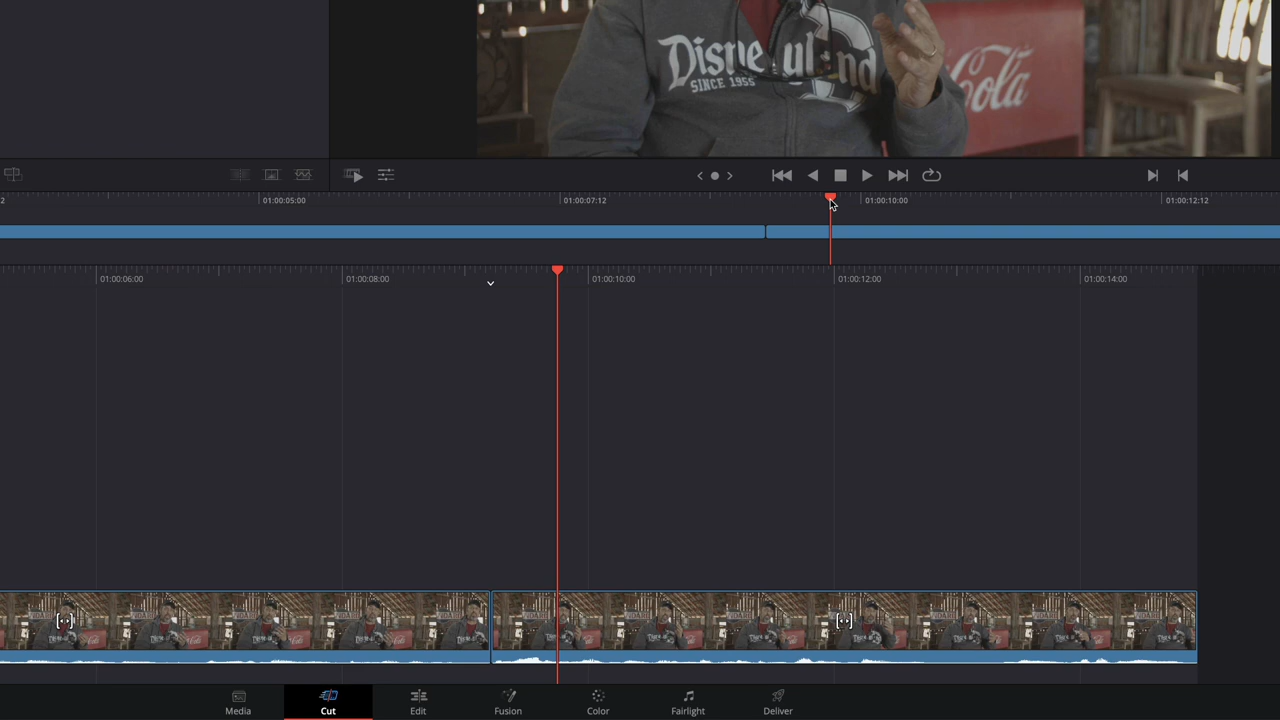 Disneyland
SINCE 1955
Cola
2
01:00:05:00
01:00:07:12
01:00:10:00
01:00:12:12
01:00:06:00
01:00:08:00
01:00:10:00
01:00:12:00
01:00:14:00
Media
Cut
Edit
Fusion
Color
Fairlight
Deliver